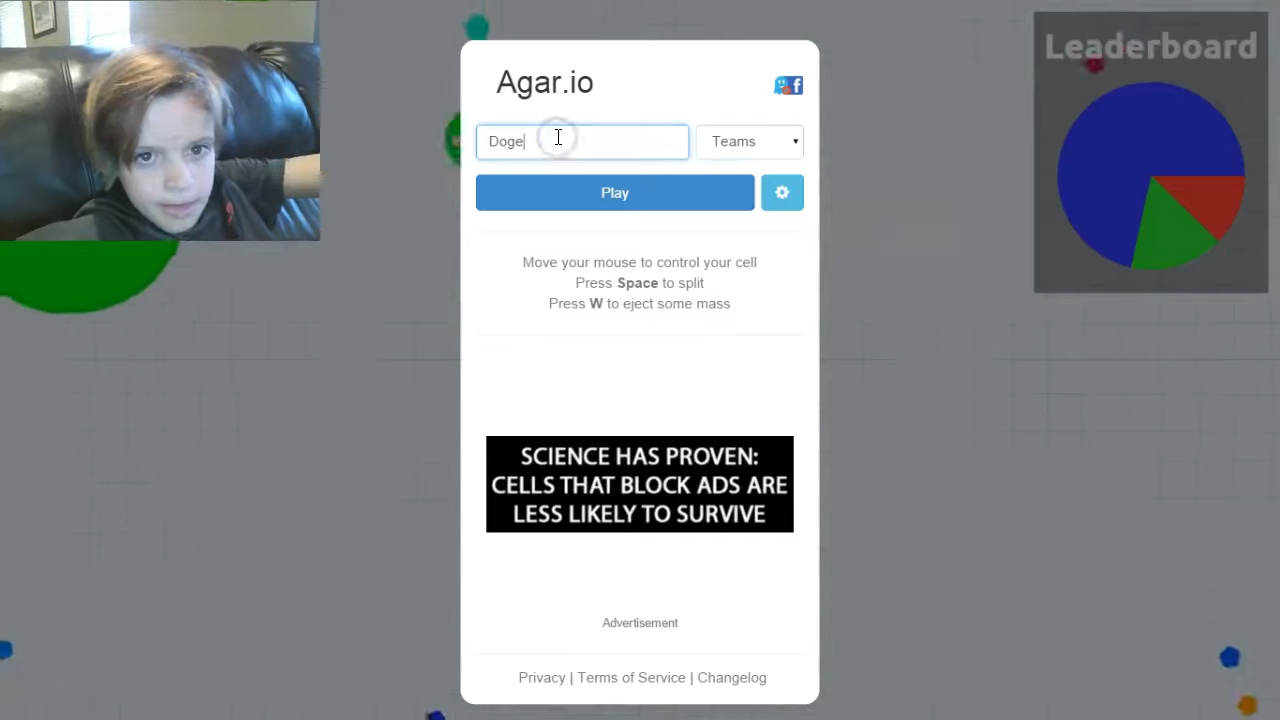 Agar.io
Doge
Teams
Play
Move your mouse to control your cell
Press Space to split
Press W to eject some mass
SCIENCE HAS PROVEN:
CELLS THAT BLOCK ADS ARE
LESS LIKELY TO SURVIVE
Advertisement
Privacy | Terms of Service | Changelog
Leaderboard